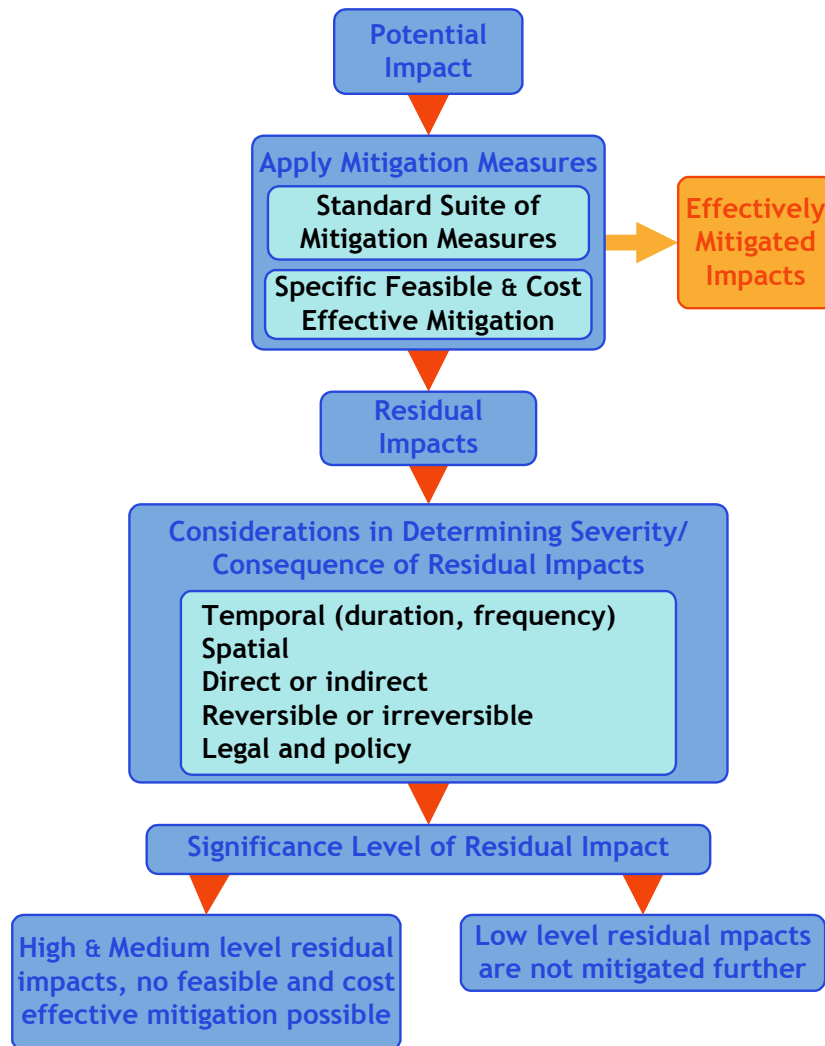 Potential
Impact
Apply Mitigation Measures
Standard Suite of
Mitigation Measures
Specific Feasible & Cost
Effective Mitigation
Effectively
Mitigated
Impacts
Residual
Impacts
Considerations in Determining Severity/
Consequence of Residual Impacts
Temporal (duration, frequency)
Spatial
Direct or indirect
Reversible or irreversible
Legal and policy
Significance Level of Residual Impact
High & Medium level residual
impacts, no feasible and cost
effective mitigation possible
Low level residual mpacts
are not mitigated further